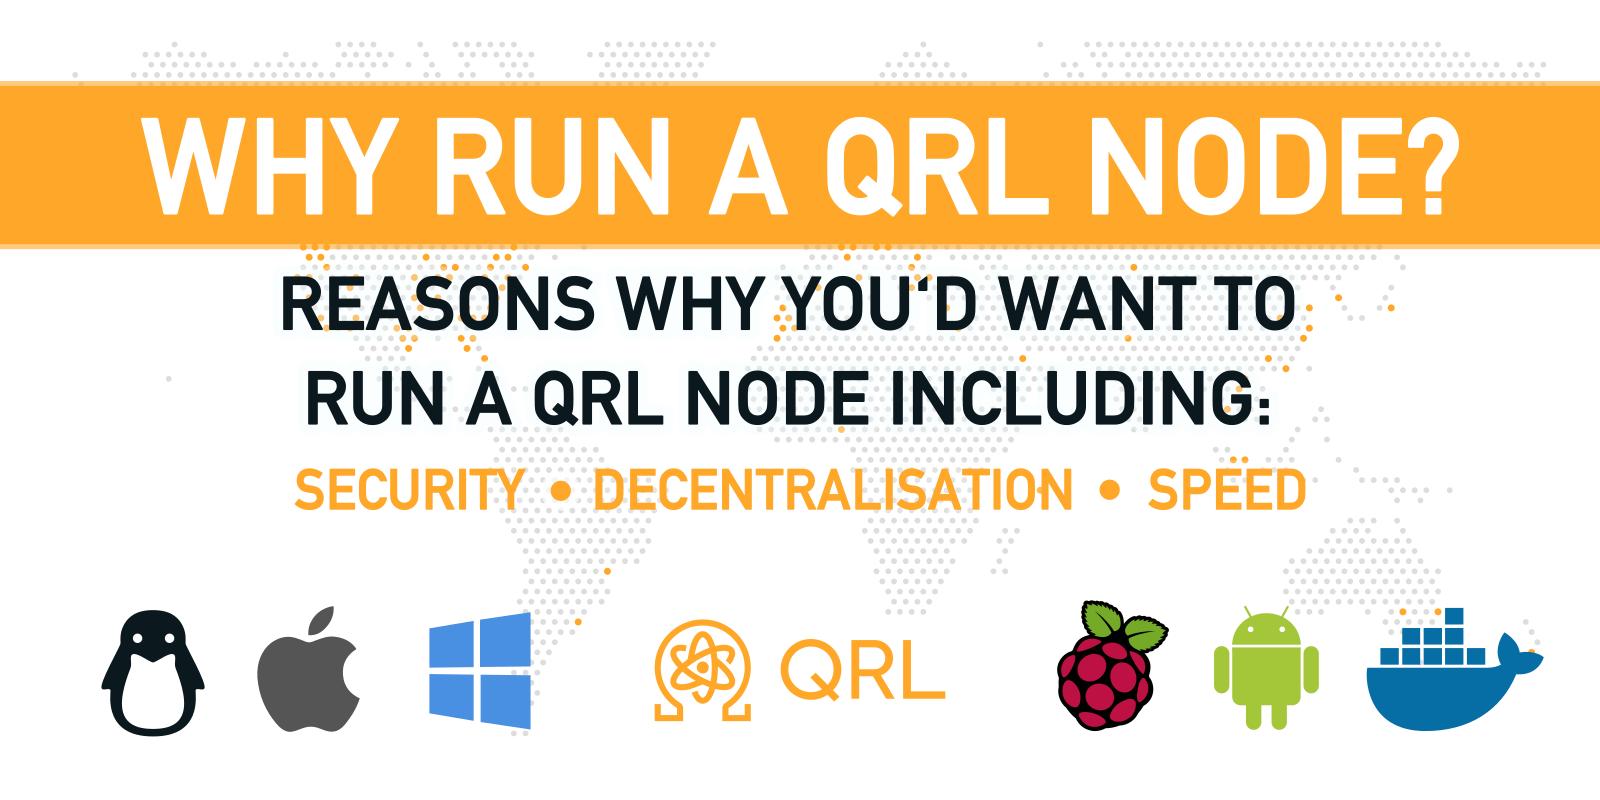 WHY RUN A QRL NODE?
REASONS WHY YOU'D WANT TO
RUN A QRL NODE INCLUDING:
SECURITY • DECENTRALISATION • SPEED
QRL